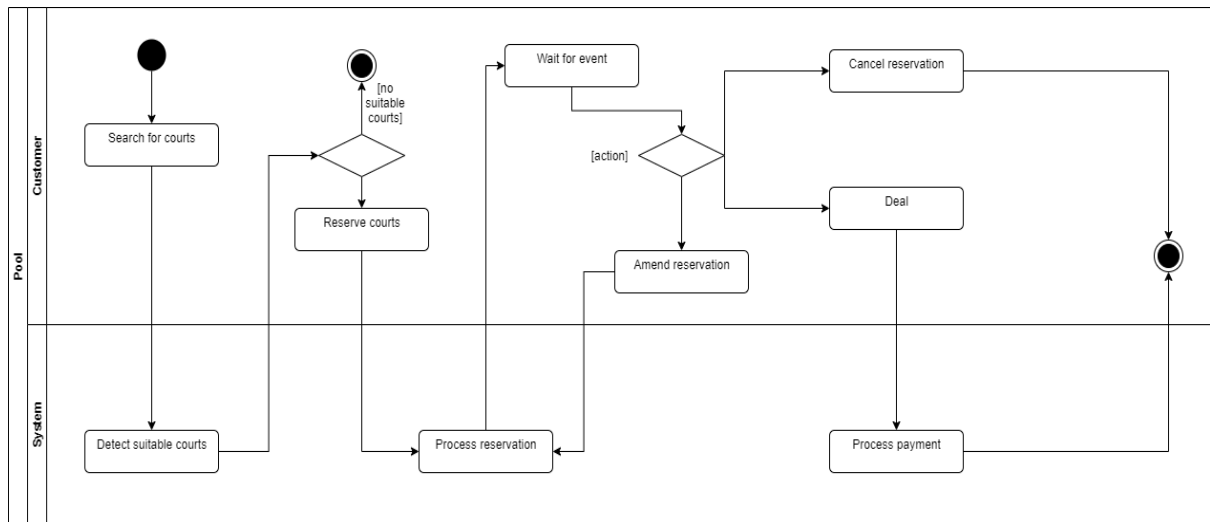 Pool
Customer
System
Search for courts
[no
suitable
courts]
Reserve courts
Wait for event
[action]
Amend reservation
Cancel reservation
Deal
Detect suitable courts
Process reservation
Process payment